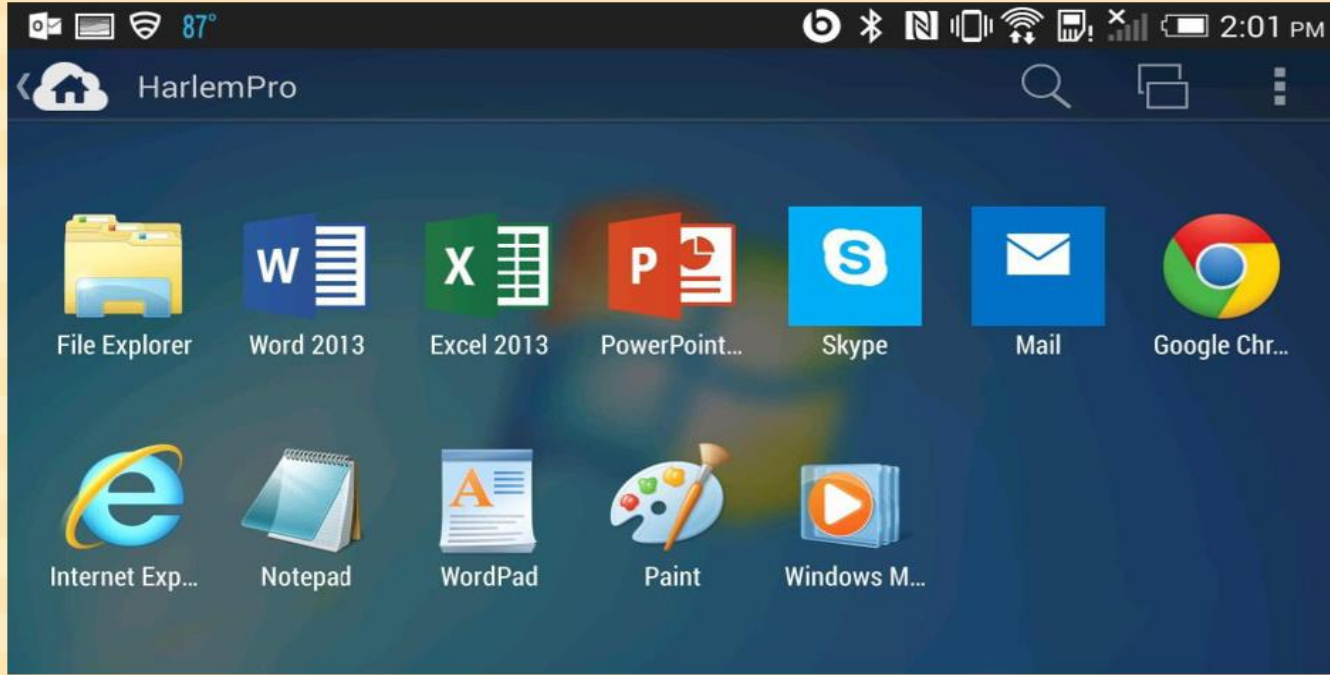 87° 2:01 PM
HarlemPro
W X P S
File Explorer Word 2013 Excel 2013 PowerPoint... Skype Mail Google Chr...
A
Internet Exp... Notepad WordPad Paint Windows M...